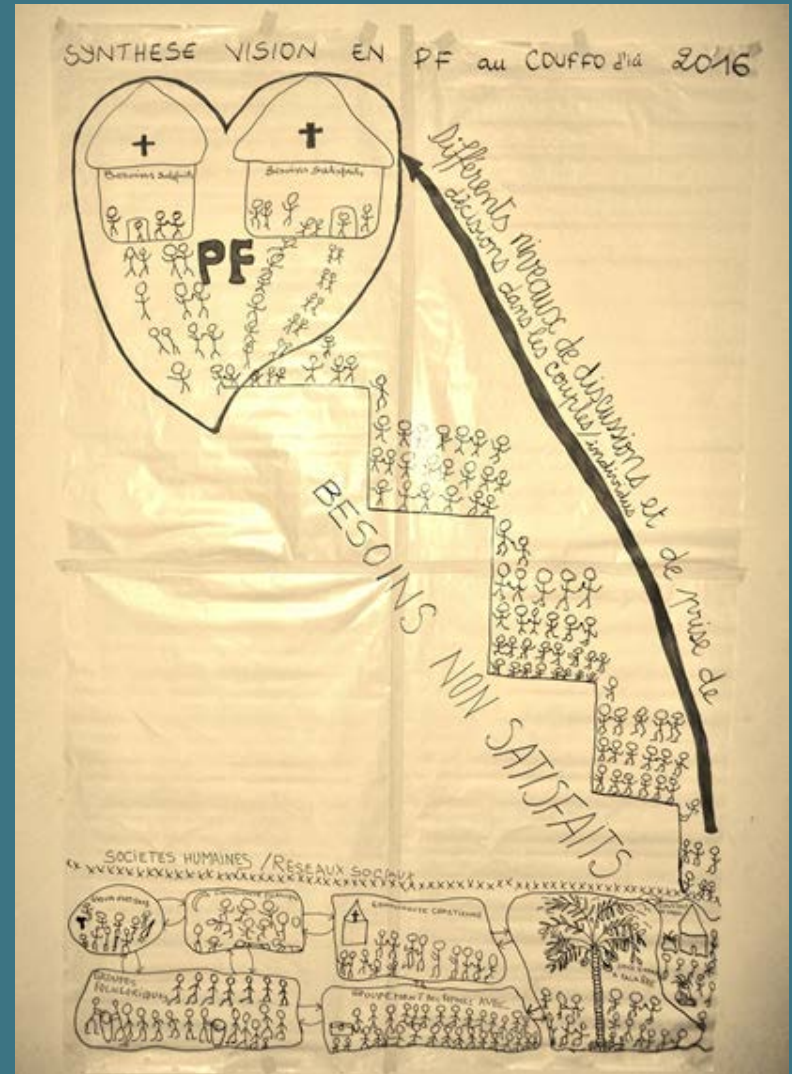 SYNTHESE VISION EN PF au COUFFO d'ici 2016
Besoins Satisfaits
Besoins Satisfaits
PF
Différents niveaux de discussions et de prise de
décisions dans les couples/individus
BESOINS NON SATISFAITS
SOCIETES HUMAINES / RESEAUX SOCIAUX
COMMUNAUTE CHRETIENNE
GROUPES
FOLKLORIQUES
GROUPEMENT DES FEMMES AVEC